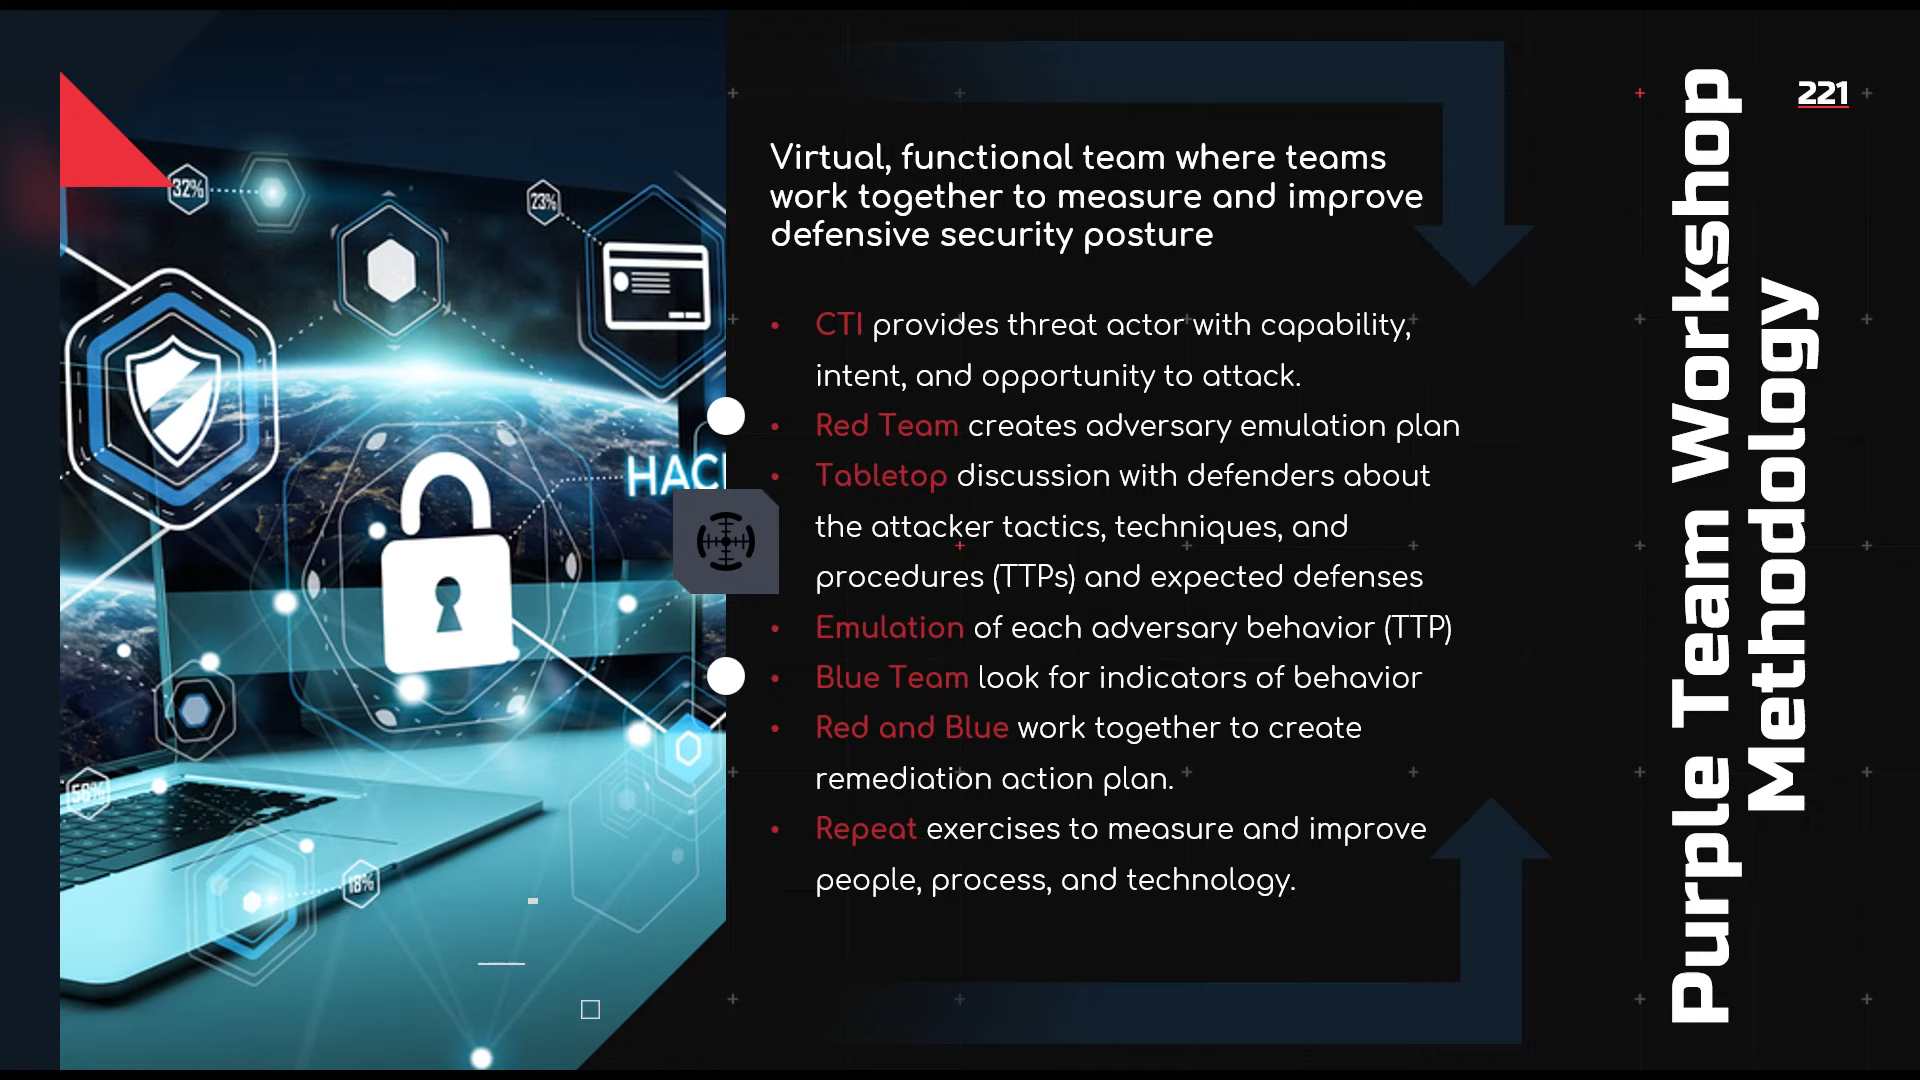 221
Purple Team Workshop
Methodology
Virtual, functional team where teams
work together to measure and improve
defensive security posture
• CTI provides threat actor with capability,
intent, and opportunity to attack.
• Red Team creates adversary emulation plan
• Tabletop discussion with defenders about
the attacker tactics, techniques, and
procedures (TTPs) and expected defenses
• Emulation of each adversary behavior (TTP)
• Blue Team look for indicators of behavior
• Red and Blue work together to create
remediation action plan.
• Repeat exercises to measure and improve
people, process, and technology.
32%
23%
HAC
56%
18%